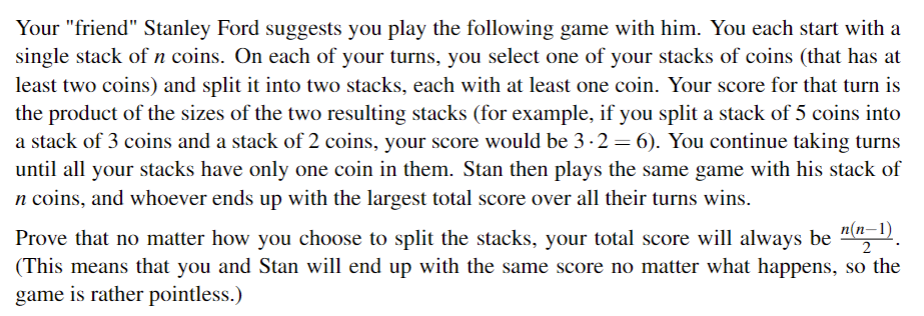 Your "friend" Stanley Ford suggests you play the following game with him. You each start with a
single stack of n coins. On each of your turns, you select one of your stacks of coins (that has at
least two coins) and split it into two stacks, each with at least one coin. Your score for that turn is
the product of the sizes of the two resulting stacks (for example, if you split a stack of 5 coins into
a stack of 3 coins and a stack of 2 coins, your score would be 3 · 2 = 6). You continue taking turns
until all your stacks have only one coin in them. Stan then plays the same game with his stack of
n coins, and whoever ends up with the largest total score over all their turns wins.
Prove that no matter how you choose to split the stacks, your total score will always be n(n−1)/2.
(This means that you and Stan will end up with the same score no matter what happens, so the
game is rather pointless.)